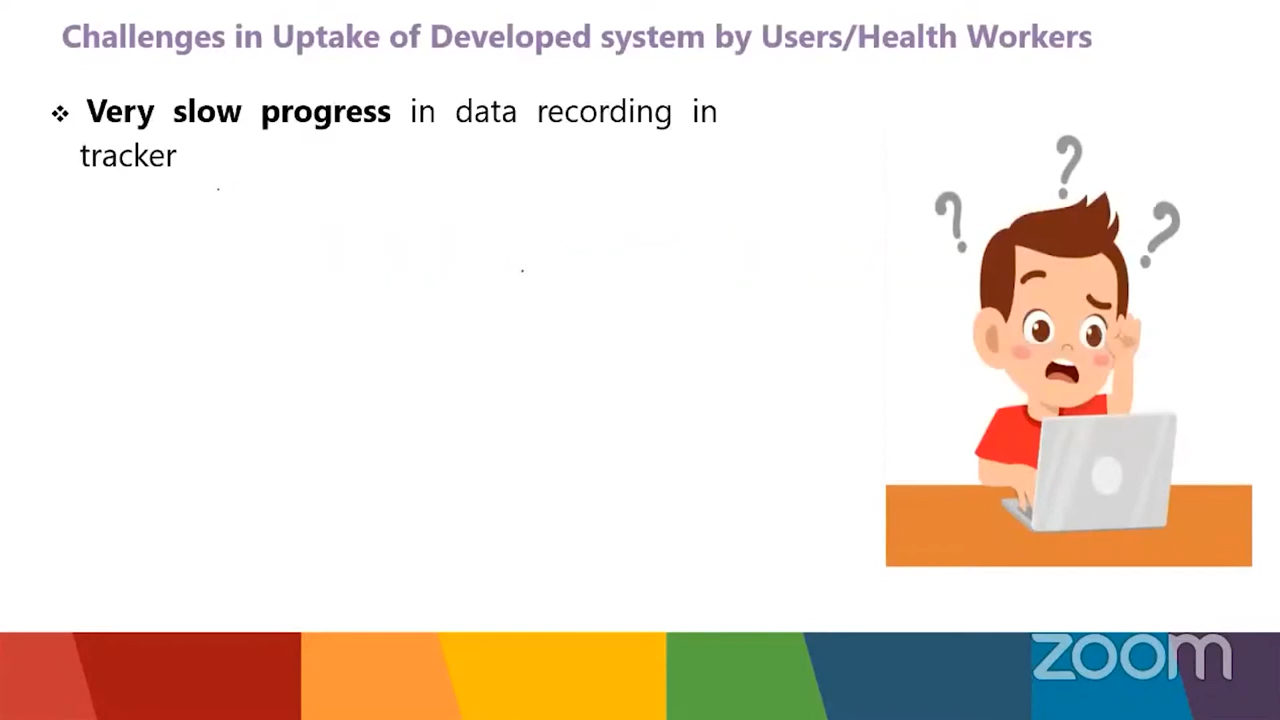 Challenges in Uptake of Developed system by Users/Health Workers
❖ Very slow progress in data recording in
tracker
? ? ?
zoom